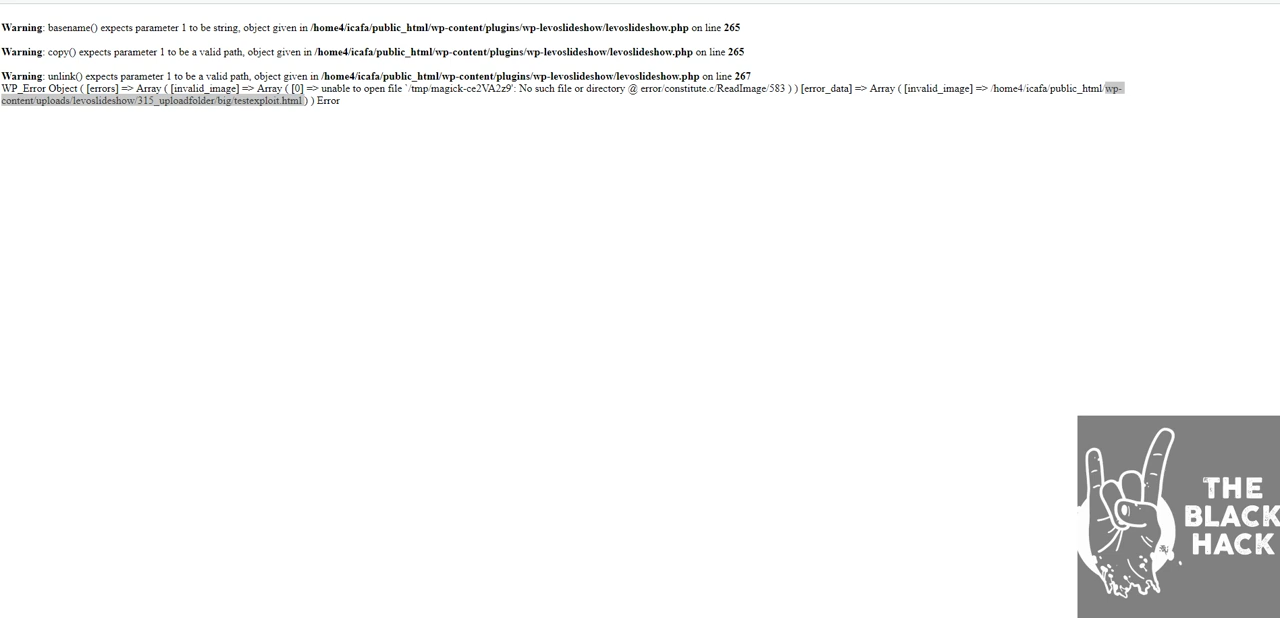 Warning: basename() expects parameter 1 to be string, object given in /home4/icafa/public_html/wp-content/plugins/wp-levoslideshow/levoslideshow.php on line 265
Warning: copy() expects parameter 1 to be a valid path, object given in /home4/icafa/public_html/wp-content/plugins/wp-levoslideshow/levoslideshow.php on line 265
Warning: unlink() expects parameter 1 to be a valid path, object given in /home4/icafa/public_html/wp-content/plugins/wp-levoslideshow/levoslideshow.php on line 267
WP_Error Object ( [errors] => Array ( [invalid_image] => Array ( [0] => unable to open file `/tmp/magick-ce2VA2z9': No such file or directory @ error/constitute.c/ReadImage/583 ) ) [error_data] => Array ( [invalid_image] => /home4/icafa/public_html/wp-
content/uploads/levoslideshow/315_uploadfolder/big/testexploit.html ) ) Error
THE
BLACK
HACK